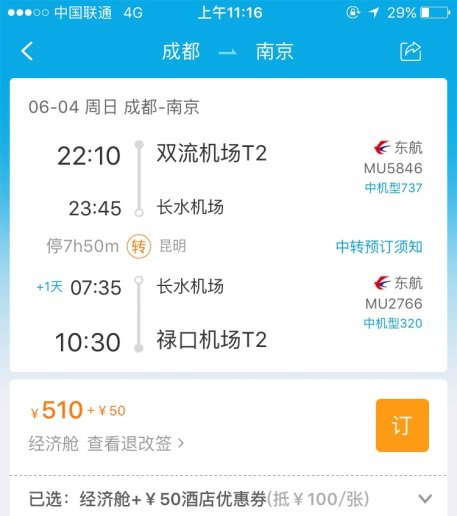 中国联通 4G 上午11:16 29%
成都 南京
06-04 周日 成都-南京
22:10 双流机场T2 东航
MU5846
中机型737
23:45 长水机场
停7h50m 转 昆明 中转预订须知
+1天 07:35 长水机场 东航
MU2766
中机型320
10:30 禄口机场T2
¥510+¥50
订
经济舱 查看退改签
已选：经济舱+¥50酒店优惠券(抵¥100/张)